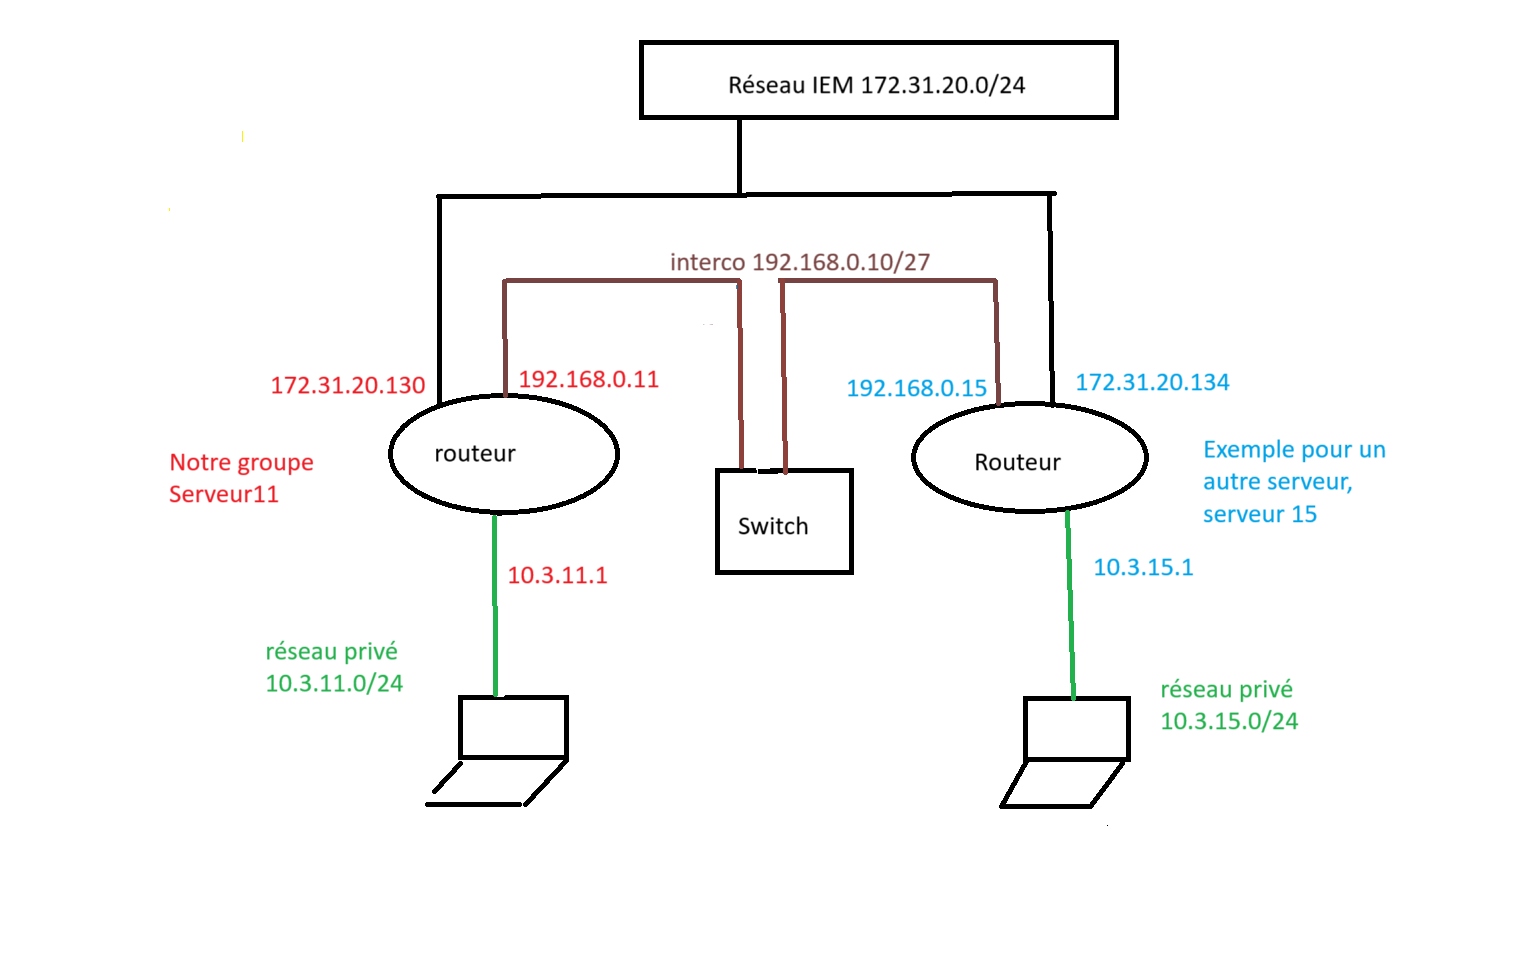 Réseau IEM 172.31.20.0/24
interco 192.168.0.10/27
172.31.20.130
192.168.0.11
192.168.0.15
172.31.20.134
routeur
Routeur
Notre groupe
Serveur11
Exemple pour un
autre serveur,
serveur 15
Switch
10.3.11.1
10.3.15.1
réseau privé
10.3.11.0/24
réseau privé
10.3.15.0/24